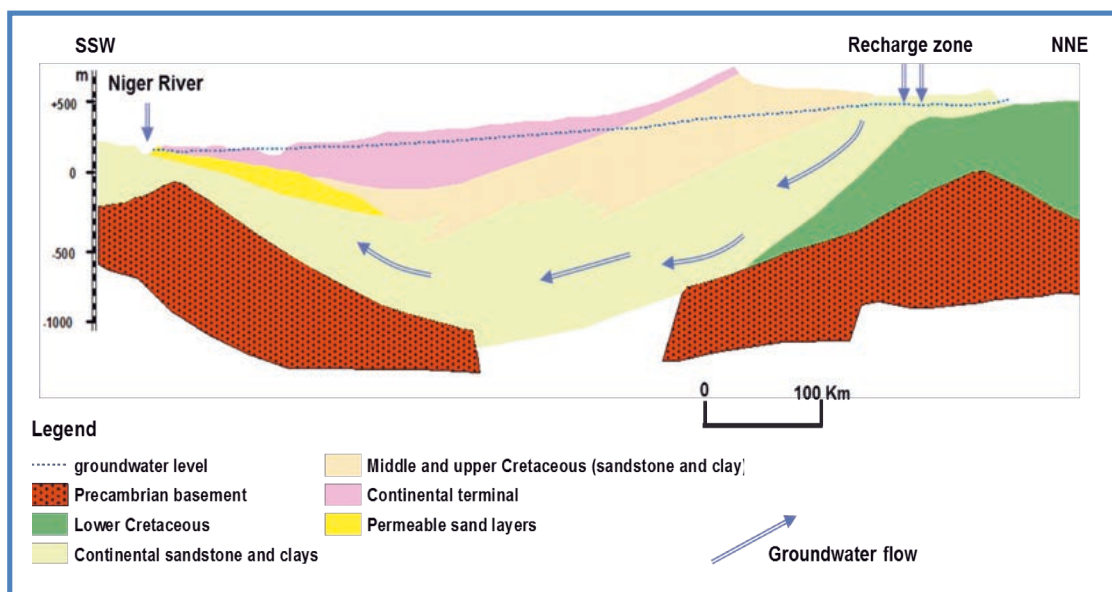 SSW
Recharge zone
NNE
m
Niger River
+500
0
-500
-1000
0
100 Km
Legend
groundwater level
Precambrian basement
Lower Cretaceous
Continental sandstone and clays
Middle and upper Cretaceous (sandstone and clay)
Continental terminal
Permeable sand layers
Groundwater flow